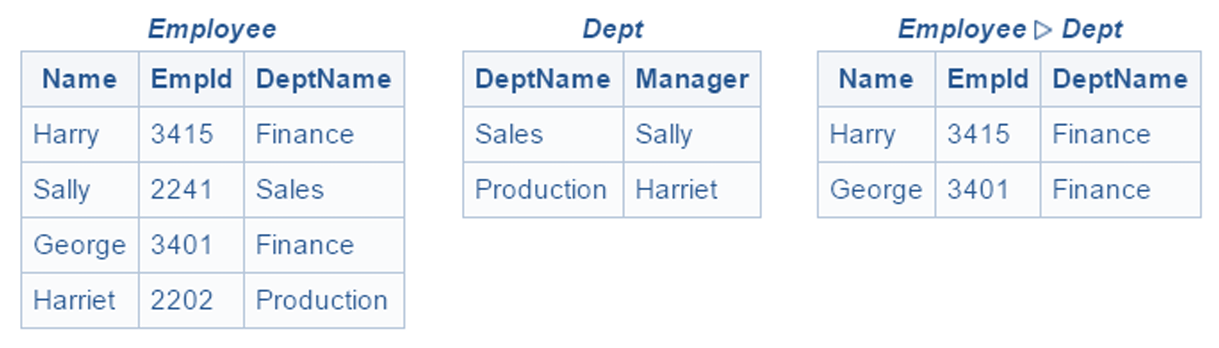 Employee Dept Employee ▷ Dept
Name EmpId DeptName DeptName Manager Name EmpId DeptName
Harry 3415 Finance Sales Sally Harry 3415 Finance
Sally 2241 Sales Production Harriet George 3401 Finance
George 3401 Finance
Harriet 2202 Production